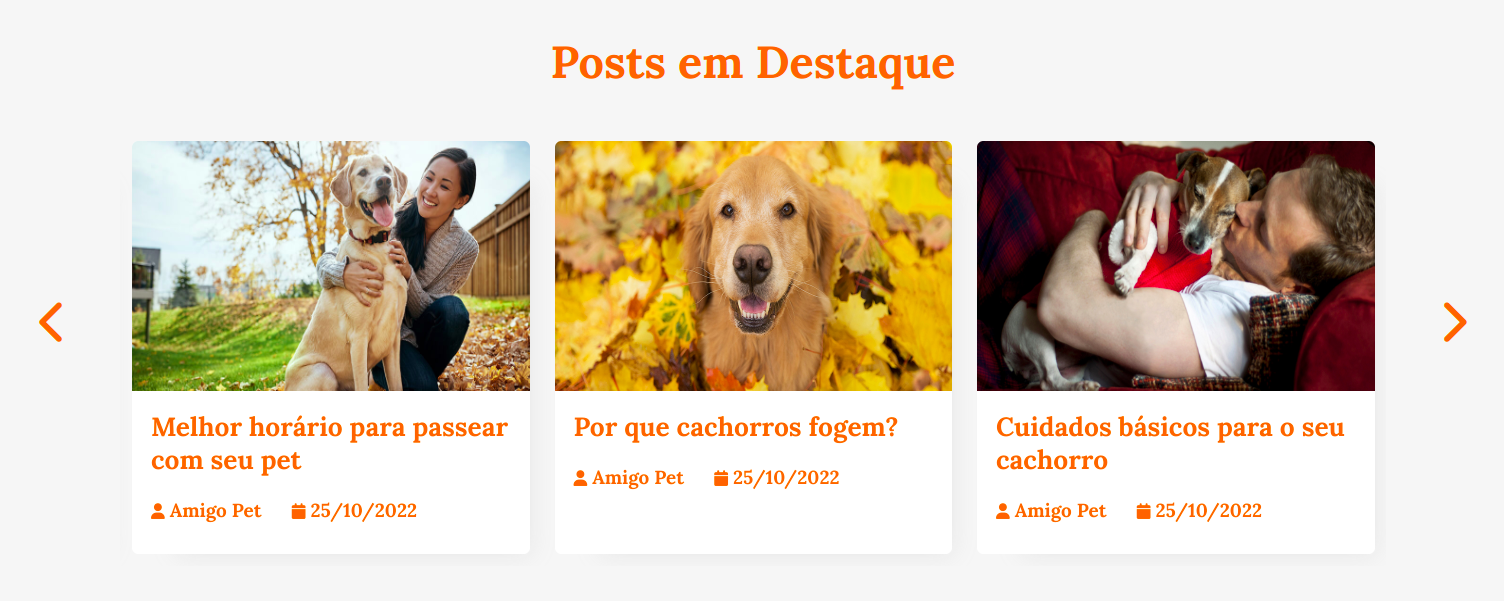 Posts em Destaque
Melhor horário para passear
com seu pet
Amigo Pet 25/10/2022
Por que cachorros fogem?
Amigo Pet 25/10/2022
Cuidados básicos para o seu
cachorro
Amigo Pet 25/10/2022